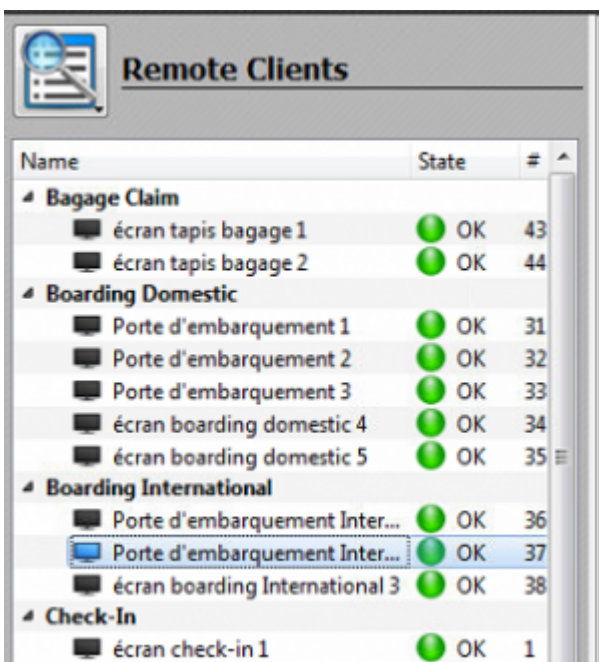 Remote Clients
Name State #
Bagage Claim
écran tapis bagage 1 OK 43
écran tapis bagage 2 OK 44
Boarding Domestic
Porte d'embarquement 1 OK 31
Porte d'embarquement 2 OK 32
Porte d'embarquement 3 OK 33
écran boarding domestic 4 OK 34
écran boarding domestic 5 OK 35
Boarding International
Porte d'embarquement Inter... OK 36
Porte d'embarquement Inter... OK 37
écran boarding International 3 OK 38
Check-In
écran check-in 1 OK 1